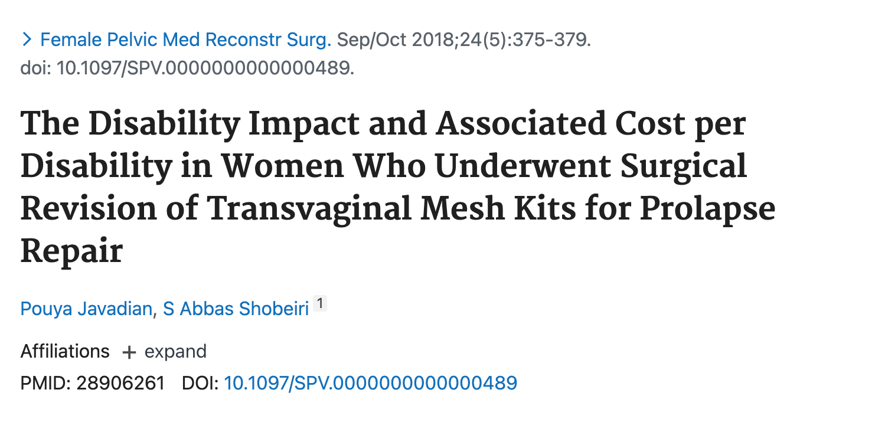 > Female Pelvic Med Reconstr Surg. Sep/Oct 2018;24(5):375-379.
doi: 10.1097/SPV.0000000000000489.
The Disability Impact and Associated Cost per
Disability in Women Who Underwent Surgical
Revision of Transvaginal Mesh Kits for Prolapse
Repair
Pouya Javadian, S Abbas Shobeiri 1
Affiliations + expand
PMID: 28906261 DOI: 10.1097/SPV.0000000000000489